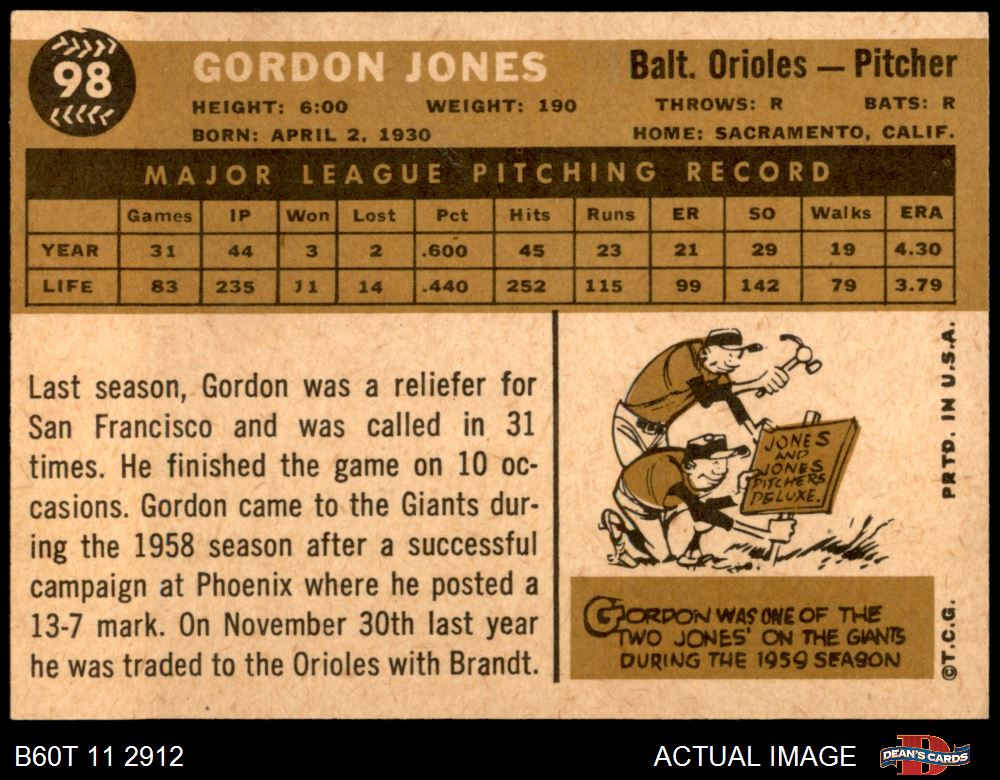 98
GORDON JONES
Balt. Orioles — Pitcher
HEIGHT: 6:00 WEIGHT: 190 THROWS: R BATS: R
BORN: APRIL 2, 1930 HOME: SACRAMENTO, CALIF.
MAJOR LEAGUE PITCHING RECORD
Games IP Won Lost Pct Hits Runs ER SO Walks ERA
YEAR 31 44 3 2 .600 45 23 21 29 19 4.30
LIFE 83 235 11 14 .440 252 115 99 142 79 3.79
Last season, Gordon was a reliefer for
San Francisco and was called in 31
times. He finished the game on 10 oc-
casions. Gordon came to the Giants dur-
ing the 1958 season after a successful
campaign at Phoenix where he posted a
13-7 mark. On November 30th last year
he was traded to the Orioles with Brandt.
JONES
AND
JONES
PITCHERS
DELUXE.
GORDON WAS ONE OF THE
TWO JONES' ON THE GIANTS
DURING THE 1959 SEASON
PRTD. IN U.S.A.
©T.C.G.
B60T 11 2912
ACTUAL IMAGE
DEAN'S CARDS